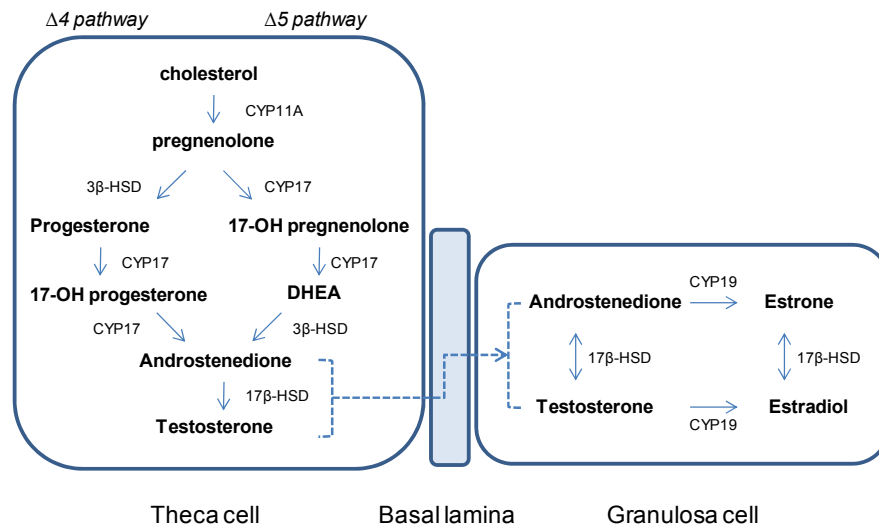 Δ4 pathway Δ5 pathway
cholesterol
CYP11A
pregnenolone
3β-HSD CYP17
Progesterone 17-OH pregnenolone
CYP17 CYP17
17-OH progesterone DHEA
CYP17 3β-HSD
Androstenedione
17β-HSD
Testosterone
CYP19
Androstenedione Estrone
17β-HSD 17β-HSD
Testosterone Estradiol
CYP19
Theca cell Basal lamina Granulosa cell